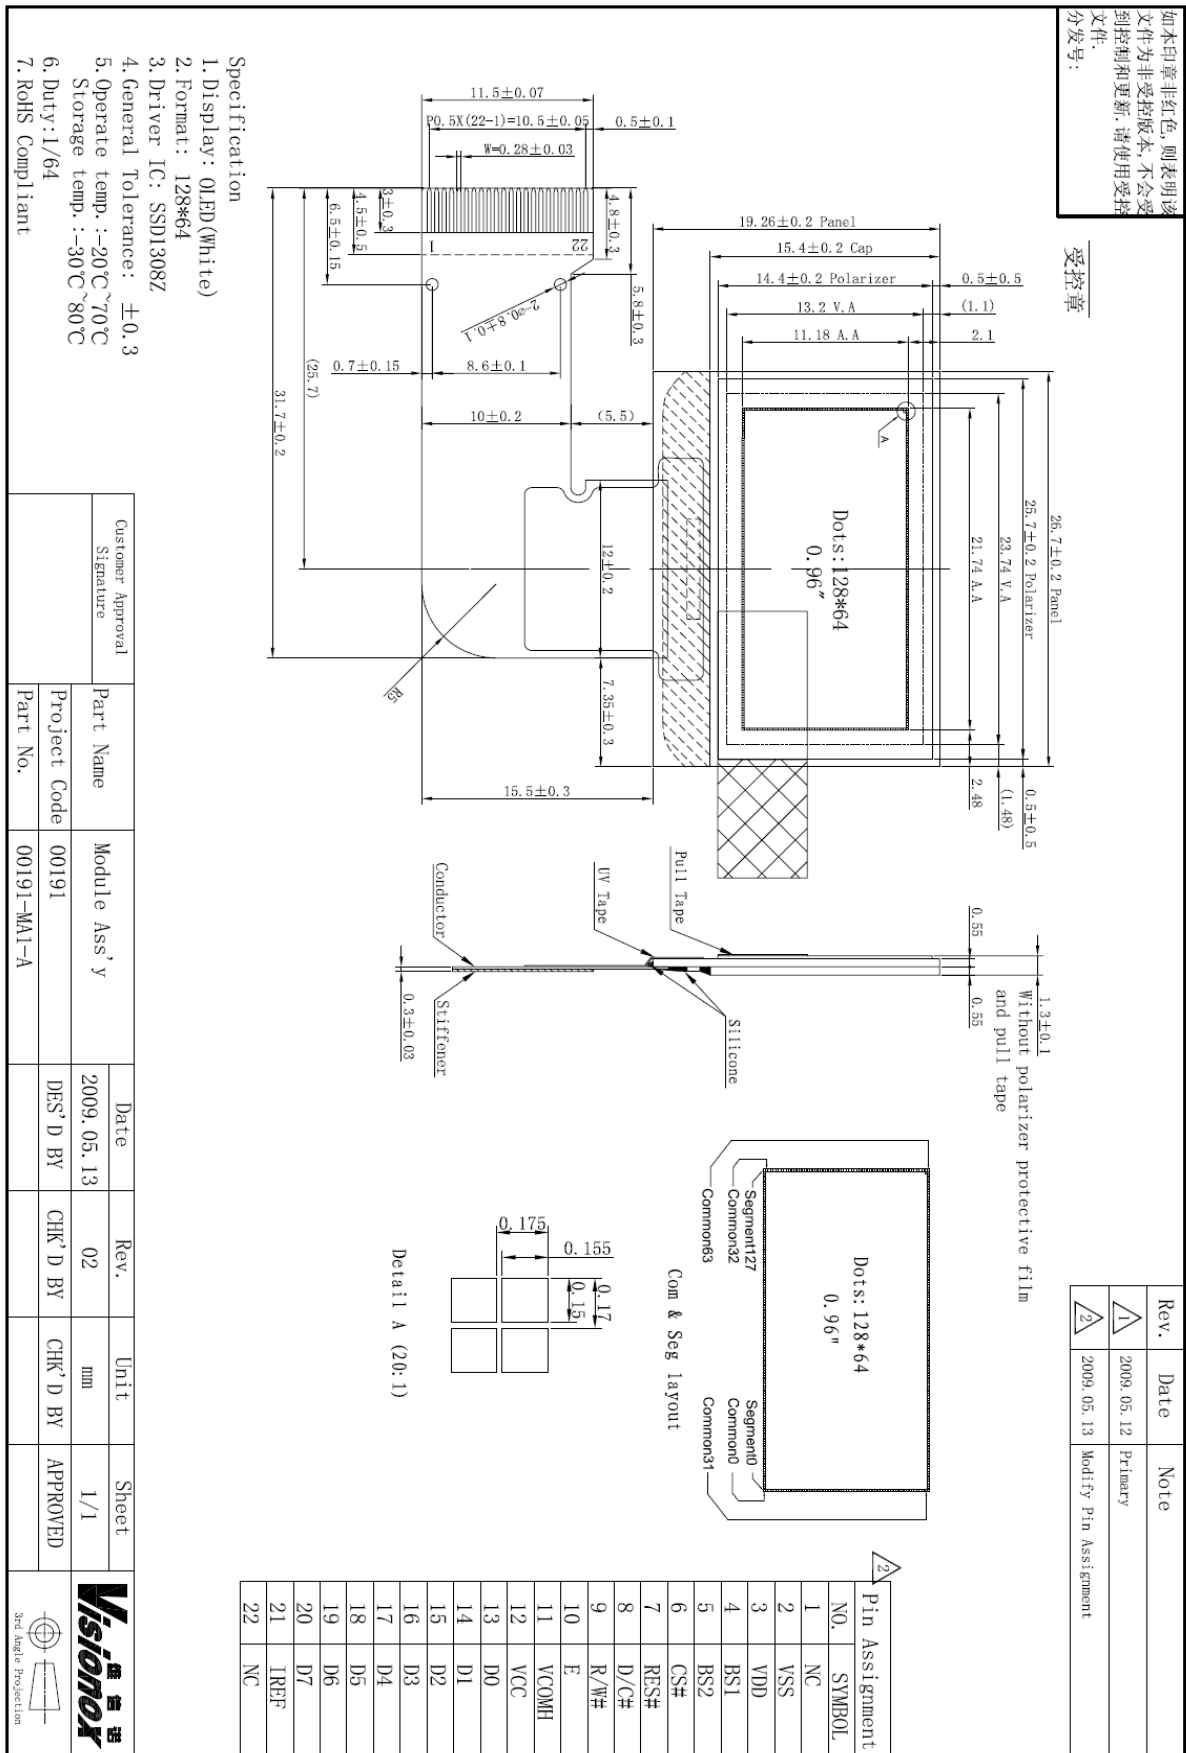 如本印章非红色,则表明该
文件为非受控版本,不会受
到控制和更新.请使用受控
文件.
分发号:
受控章
Rev. Date Note
1 2009.05.12 Primary
2 2009.05.13 Modify Pin Assignment
26.7±0.2 Panel
25.7±0.2 Polarizer
23.74 V.A
21.74 A.A
0.5±0.5
(1.48)
2.48
19.26±0.2 Panel
15.4±0.2 Cap
14.4±0.2 Polarizer
13.2 V.A
11.18 A.A
0.5±0.5
(1.1)
2.1
A
Dots:128*64
0.96"
11.5±0.07
P0.5X(22-1)=10.5±0.05
0.5±0.1
W=0.28±0.03
3±0.3
4.5±0.5
6.5±0.15
4.8±0.3
5.8±0.3
1
22
2-⌀0.8±0.1
0.7±0.15
8.6±0.1
10±0.2
(5.5)
(25.7)
31.7±0.2
12±0.2
7.35±0.3
R5
15.5±0.3
1.3±0.1
Without polarizer protective film
and pull tape
0.55
0.55
Pull Tape
UV Tape
Conductor
Silicone
Stiffener
0.3±0.03
Dots:128*64
0.96"
Segment127
Common32
Common63
Segment0
Common0
Common31
Com & Seg layout
0.175
0.155
0.17
0.15
Detail A (20:1)
2
Pin Assignment
NO. SYMBOL
1 NC
2 VSS
3 VDD
4 BS1
5 BS2
6 CS#
7 RES#
8 D/C#
9 R/W#
10 E
11 VCOMH
12 VCC
13 D0
14 D1
15 D2
16 D3
17 D4
18 D5
19 D6
20 D7
21 IREF
22 NC
Specification
1.Display: OLED(White)
2.Format: 128*64
3.Driver IC: SSD1308Z
4.General Tolerance: ±0.3
5.Operate temp.:-20℃~70℃
Storage temp.:-30℃~80℃
6.Duty:1/64
7.RoHS Compliant
Customer Approval
Signature
Part Name Module Ass'y
Project Code 00191
Part No. 00191-MA1-A
Date Rev. Unit Sheet
2009.05.13 02 mm 1/1
DES'D BY CHK'D BY CHK'D BY APPROVED
维信诺
Visionox
3rd Angle Projection